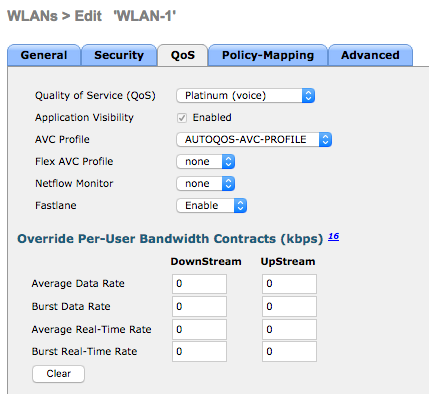 WLANs > Edit 'WLAN-1'
General Security QoS Policy-Mapping Advanced
Quality of Service (QoS) Platinum (voice)
Application Visibility Enabled
AVC Profile AUTOQOS-AVC-PROFILE
Flex AVC Profile none
Netflow Monitor none
Fastlane Enable
Override Per-User Bandwidth Contracts (kbps) 16
DownStream UpStream
Average Data Rate 0 0
Burst Data Rate 0 0
Average Real-Time Rate 0 0
Burst Real-Time Rate 0 0
Clear